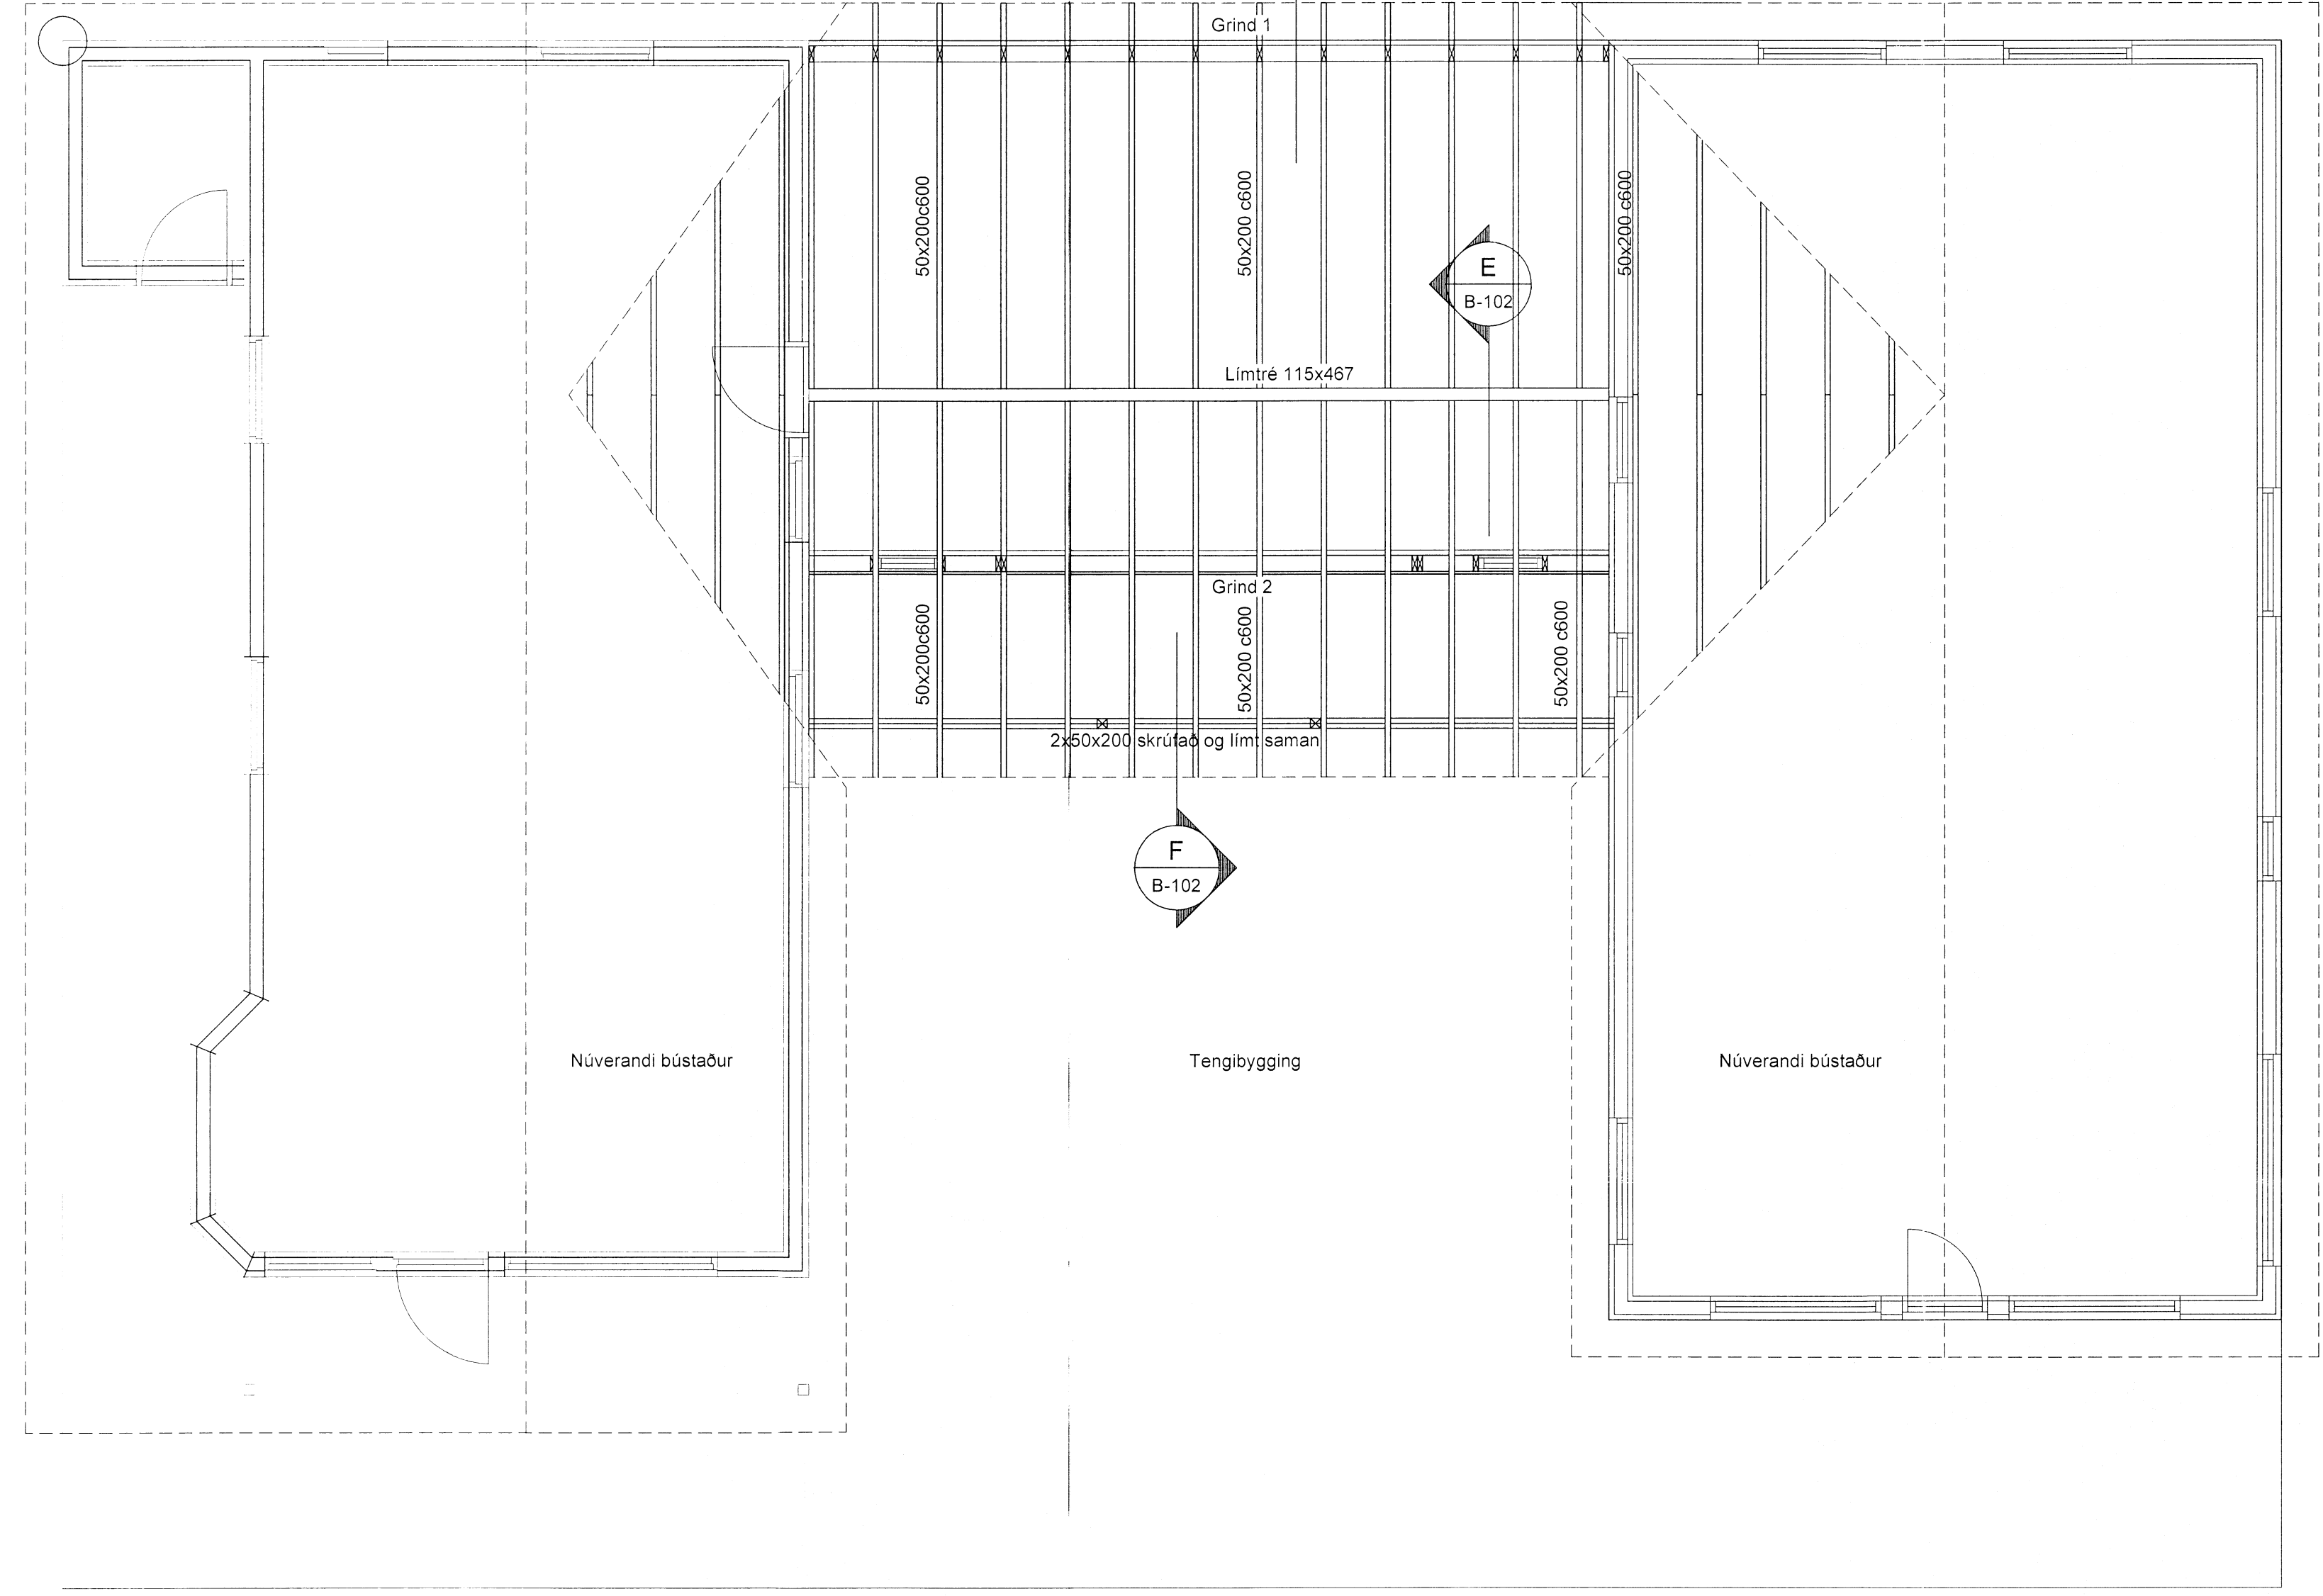 Grind 1
50x200c600
50x200 c600
50x200 c600
E
B-102
Límtré 115x467
Grind 2
50x200c600
50x200 c600
50x200 c600
2x50x200 skrúfað og límt saman
F
B-102
Núverandi bústaður
Tengibygging
Núverandi bústaður